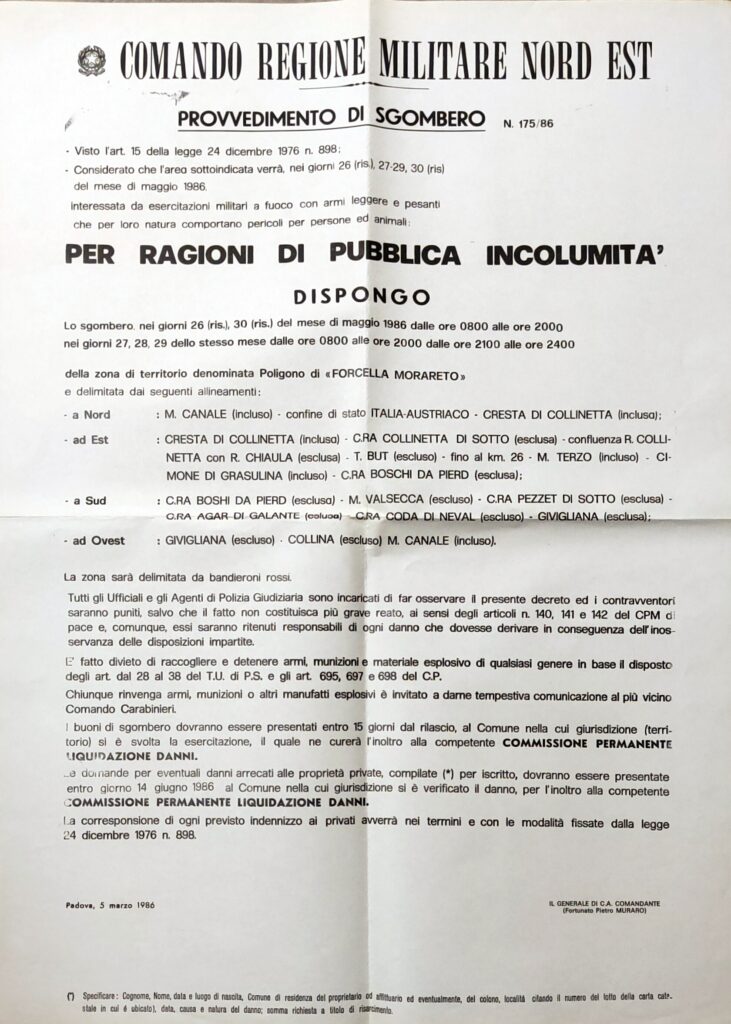 COMANDO REGIONE MILITARE NORD EST
PROVVEDIMENTO DI SGOMBERO N. 175/86
- Visto l'art. 15 della legge 24 dicembre 1976 n. 898;
- Considerato che l'area sottoindicata verrà, nei giorni 26 (ris.), 27-29, 30 (ris)
del mese di maggio 1986.
interessata da esercitazioni militari a fuoco con armi leggere e pesanti
che per loro natura comportano pericoli per persone ed animali:
PER RAGIONI DI PUBBLICA INCOLUMITA'
DISPONGO
Lo sgombero, nei giorni 26 (ris.), 30 (ris.) del mese di maggio 1986 dalle ore 0800 alle ore 2000
nei giorni 27, 28, 29 dello stesso mese dalle ore 0800 alle ore 2000 dalle ore 2100 alle ore 2400
della zona di territorio denominata Poligono di «FORCELLA MORARETO»
e delimitata dai seguenti allineamenti:
- a Nord : M. CANALE (incluso) - confine di stato ITALIA-AUSTRIACO - CRESTA DI COLLINETTA (inclusa);
- ad Est : CRESTA DI COLLINETTA (inclusa) - C.RA COLLINETTA DI SOTTO (esclusa) - confluenza R. COLLI-
NETTA con R. CHIAULA (escluso) - T. BUT (escluso) - fino al km. 26 - M. TERZO (incluso) - CI-
MONE DI GRASULINA (incluso) - C.RA BOSCHI DA PIERD (esclusa);
- a Sud : C.RA BOSHI DA PIERD (esclusa) - M. VALSECCA (escluso) - C.RA PEZZET DI SOTTO (esclusa) -
C.RA AGAR DI GALANTE - C.RA CODA DI NEVAL (escluso) - GIVIGLIANA (esclusa);
- ad Ovest : GIVIGLIANA (escluso) - COLLINA (escluso) M. CANALE (incluso).
La zona sarà delimitata da bandieroni rossi.
Tutti gli Ufficiali e gli Agenti di Polizia Giudiziaria sono incaricati di far osservare il presente decreto ed i contravventori
saranno puniti, salvo che il fatto non costituisca più grave reato, ai sensi degli articoli n. 140, 141 e 142 del CPM di
pace e, comunque, essi saranno ritenuti responsabili di ogni danno che dovesse derivare in conseguenza dell'inos-
servanza delle disposizioni impartite.
E' fatto divieto di raccogliere e detenere armi, munizioni e materiale esplosivo di qualsiasi genere in base il disposto
degli art. dal 28 al 38 del T.U. di P.S. e gli art. 695, 697 e 698 del C.P.
Chiunque rinvenga armi, munizioni o altri manufatti esplosivi è invitato a darne tempestiva comunicazione al più vicino
Comando Carabinieri.
I buoni di sgombero dovranno essere presentati entro 15 giorni dal rilascio, al Comune nella cui giurisdizione (terri-
torio) si è svolta la esercitazione, il quale ne curerà l'inoltro alla competente COMMISSIONE PERMANENTE
LIQUIDAZIONE DANNI.
Le domande per eventuali danni arrecati alle proprietà private, compilate (*) per iscritto, dovranno essere presentate
entro giorno 14 giugno 1986 al Comune nella cui giurisdizione si è verificato il danno, per l'inoltro alla competente
COMMISSIONE PERMANENTE LIQUIDAZIONE DANNI.
La corresponsione di ogni previsto indennizzo ai privati avverrà nei termini e con le modalità fissate dalla legge
24 dicembre 1976 n. 898.
Padova, 5 marzo 1986
IL GENERALE DI C.A. COMANDANTE
(Fortunato Pietro MURARO)
(*) Specificare: Cognome, Nome, data e luogo di nascita, Comune di residenza del proprietario od affittuario ed eventualmente, del colono, località citando il numero del lotto della carta cata-
stale in cui è ubicato), data, causa e natura del danno; somma richiesta a titolo di risarcimento.